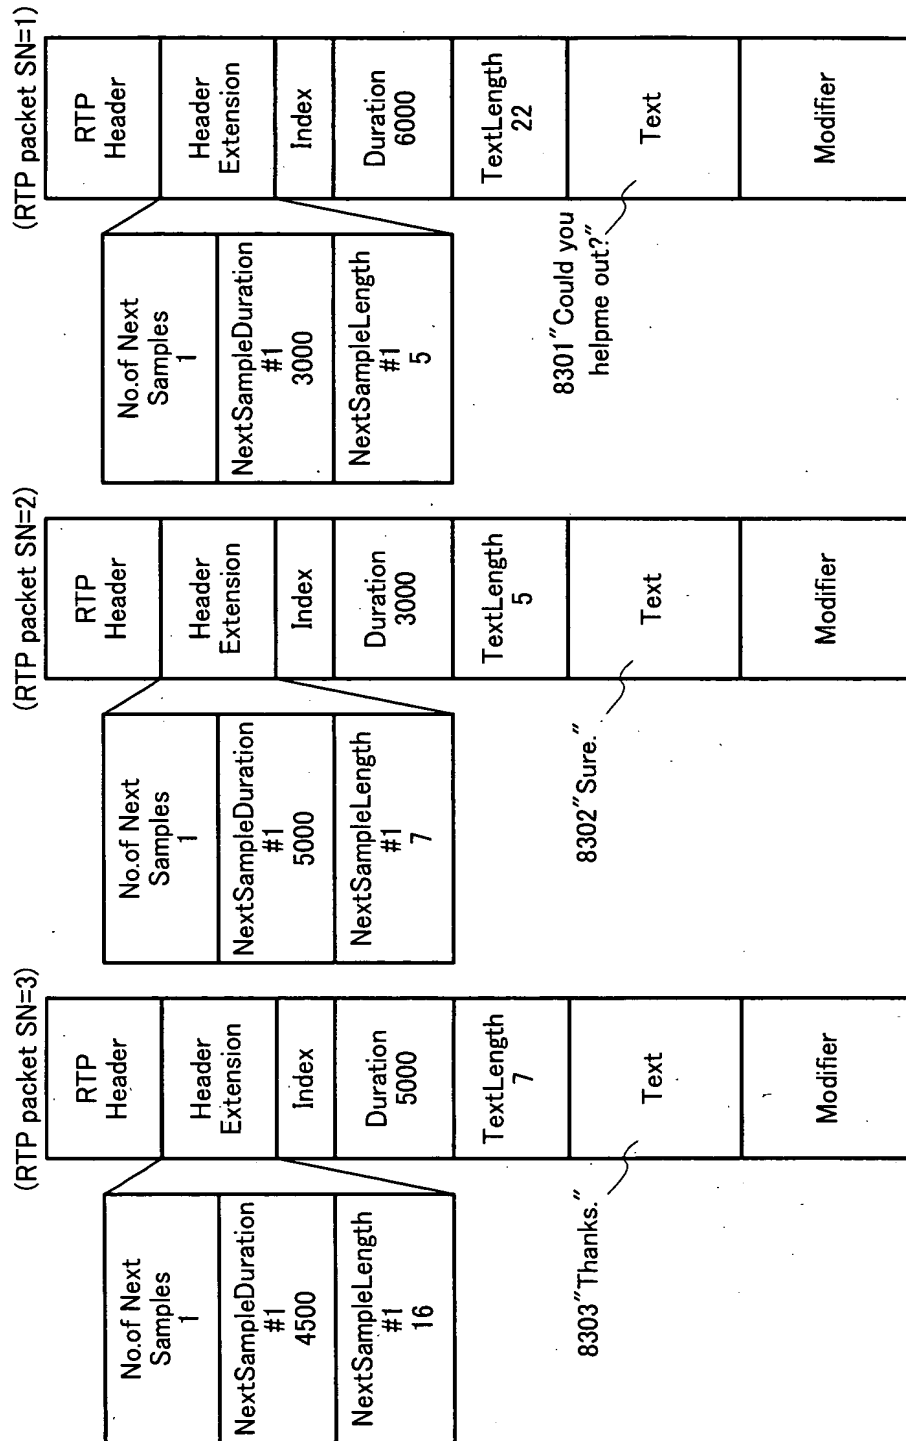 (RTP packet SN=3)
RTP
Header
Header
Extension
Index
Duration
5000
TextLength
7
Text
Modifier
No.of Next
Samples
1
NextSampleDuration
#1
4500
NextSampleLength
#1
16
8303"Thanks."
(RTP packet SN=2)
RTP
Header
Header
Extension
Index
Duration
3000
TextLength
5
Text
Modifier
No.of Next
Samples
1
NextSampleDuration
#1
5000
NextSampleLength
#1
7
8302"Sure."
(RTP packet SN=1)
RTP
Header
Header
Extension
Index
Duration
6000
TextLength
22
Text
Modifier
No.of Next
Samples
1
NextSampleDuration
#1
3000
NextSampleLength
#1
5
8301"Could you
helpme out?"